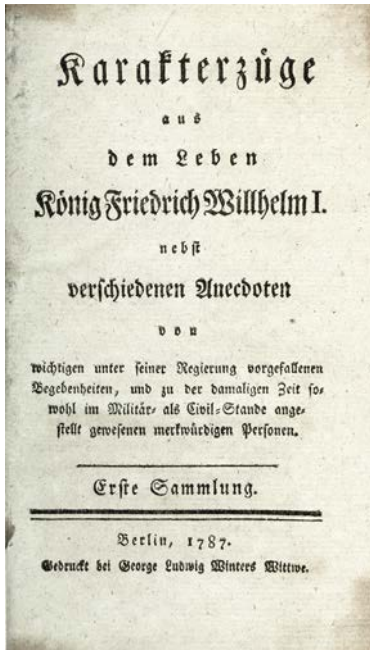 Karakterzüge
aus
dem Leben
König Friedrich Willhelm I.
nebst
verschiedenen Anecdoten
von
wichtigen unter seiner Regierung vorgefallenen
Begebenheiten, und zu der damaligen Zeit so-
wohl im Militär- als Civil-Stande ange-
stellt gewesenen merkwürdigen Personen.
Erste Sammlung.
Berlin, 1787.
Gedruckt bei George Ludwig Winters Wittwe.